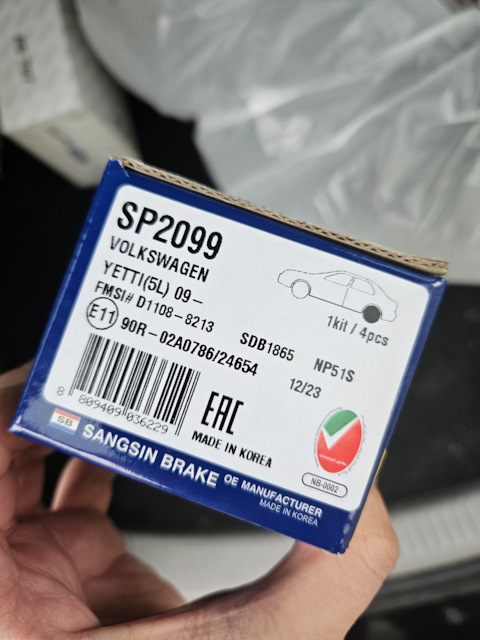 SP2099
VOLKSWAGEN
YETTI(5L) 09-
FMSI# D1108-8213
E11 90R-02A0786/24654
SDB1865
1kit / 4pcs
NP51S
12/23
8 809409 036229
EAC
MADE IN KOREA
NB-0002
SB SANGSIN BRAKE OE MANUFACTURER
MADE IN KOREA